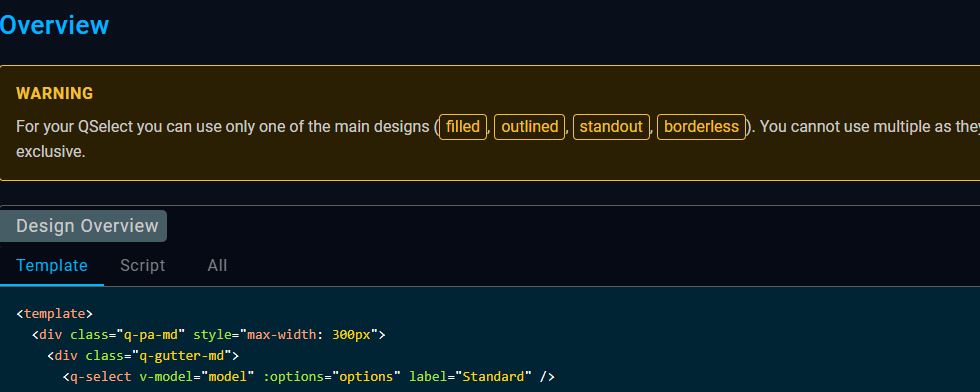 Overview
WARNING
For your QSelect you can use only one of the main designs (filled, outlined, standout, borderless). You cannot use multiple as they
exclusive.
Design Overview
Template Script All
<template>
<div class="q-pa-md" style="max-width: 300px">
<div class="q-gutter-md">
<q-select v-model="model" :options="options" label="Standard" />